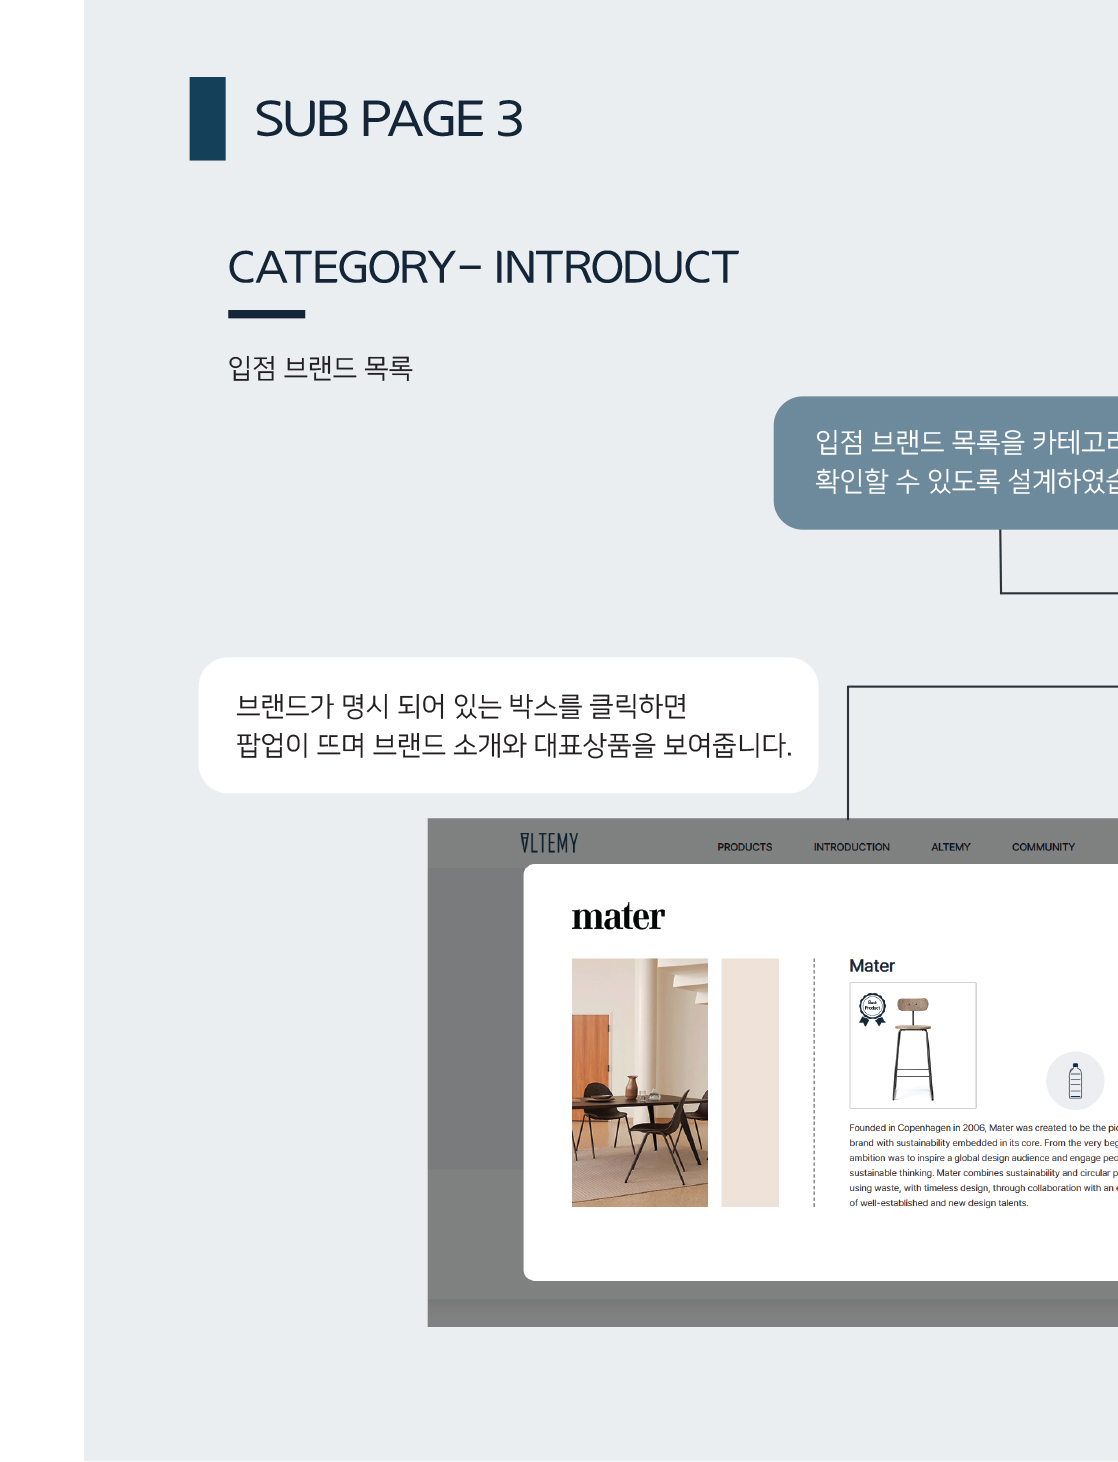 SUB PAGE 3
CATEGORY– INTRODUCT
입점 브랜드 목록
입점 브랜드 목록을 카테고리
확인할 수 있도록 설계하였습
브랜드가 명시 되어 있는 박스를 클릭하면
팝업이 뜨며 브랜드 소개와 대표상품을 보여줍니다.
ALTEMY
PRODUCTS
INTRODUCTION
ALTEMY
COMMUNITY
mater
Mater
Best
Product
Founded in Copenhagen in 2006, Mater was created to be the pi
brand with sustainability embedded in its core. From the very beg
ambition was to inspire a global design audience and engage peo
sustainable thinking. Mater combines sustainability and circular p
using waste, with timeless design, through collaboration with an
of well-established and new design talents.